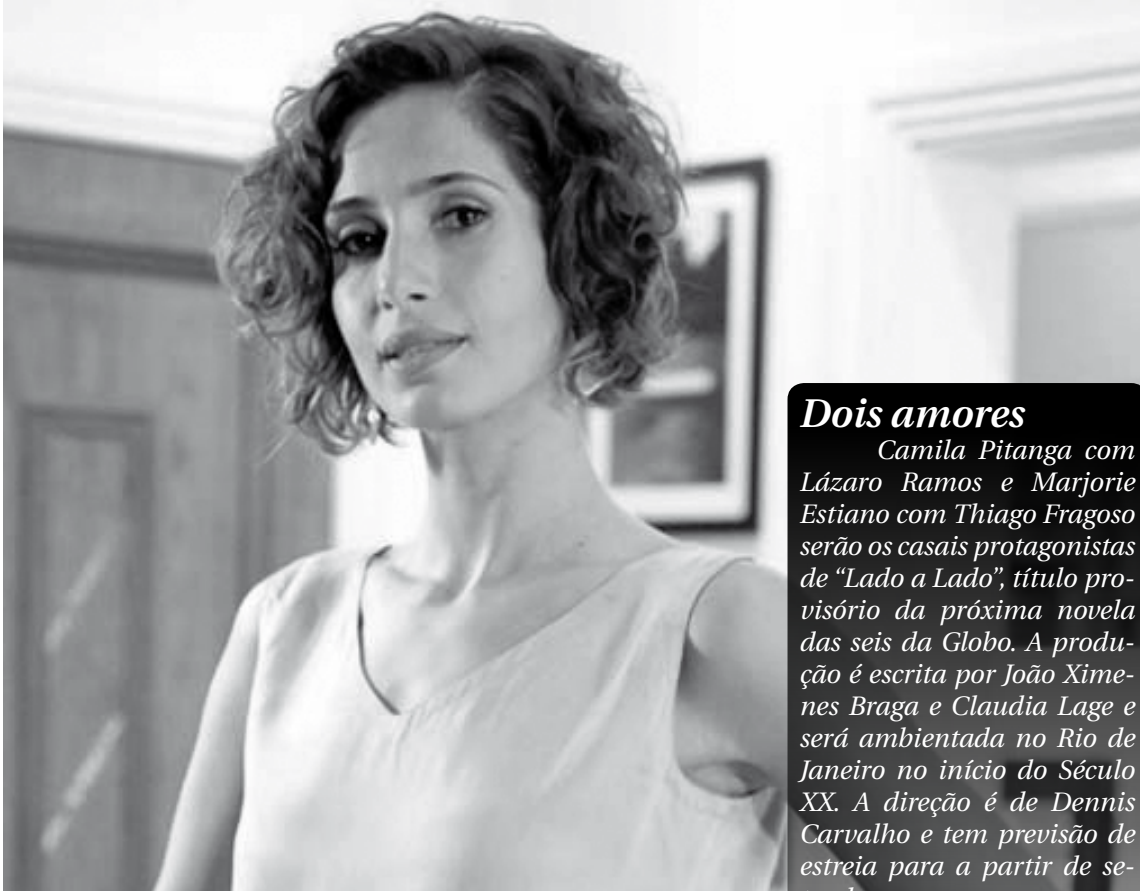 Dois amores
Camila Pitanga com
Lázaro Ramos e Marjorie
Estiano com Thiago Fragoso
serão os casais protagonistas
de “Lado a Lado”, título pro-
visório da próxima novela
das seis da Globo. A produ-
ção é escrita por João Xime-
nes Braga e Claudia Lage e
será ambientada no Rio de
Janeiro no início do Século
XX. A direção é de Dennis
Carvalho e tem previsão de
estreia para a partir de se-